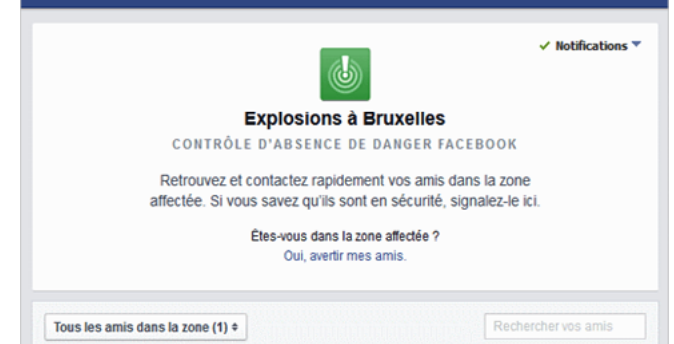 ✓ Notifications
Explosions à Bruxelles
CONTRÔLE D'ABSENCE DE DANGER FACEBOOK
Retrouvez et contactez rapidement vos amis dans la zone
affectée. Si vous savez qu'ils sont en sécurité, signalez-le ici.
Êtes-vous dans la zone affectée ?
Oui, avertir mes amis.
Tous les amis dans la zone (1)
Rechercher vos amis